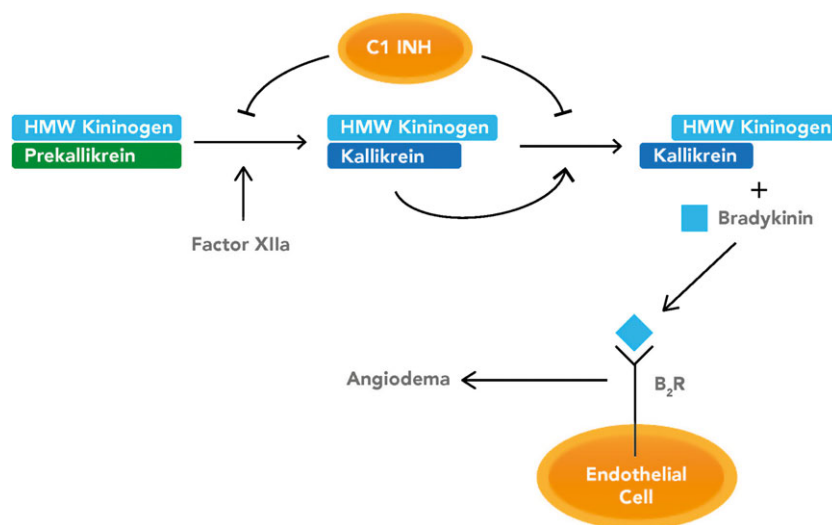 C1 INH
HMW Kininogen
Prekallikrein
HMW Kininogen
Kallikrein
HMW Kininogen
Kallikrein
+
Bradykinin
Factor XIIa
Angiodema
B₂R
Endothelial
Cell